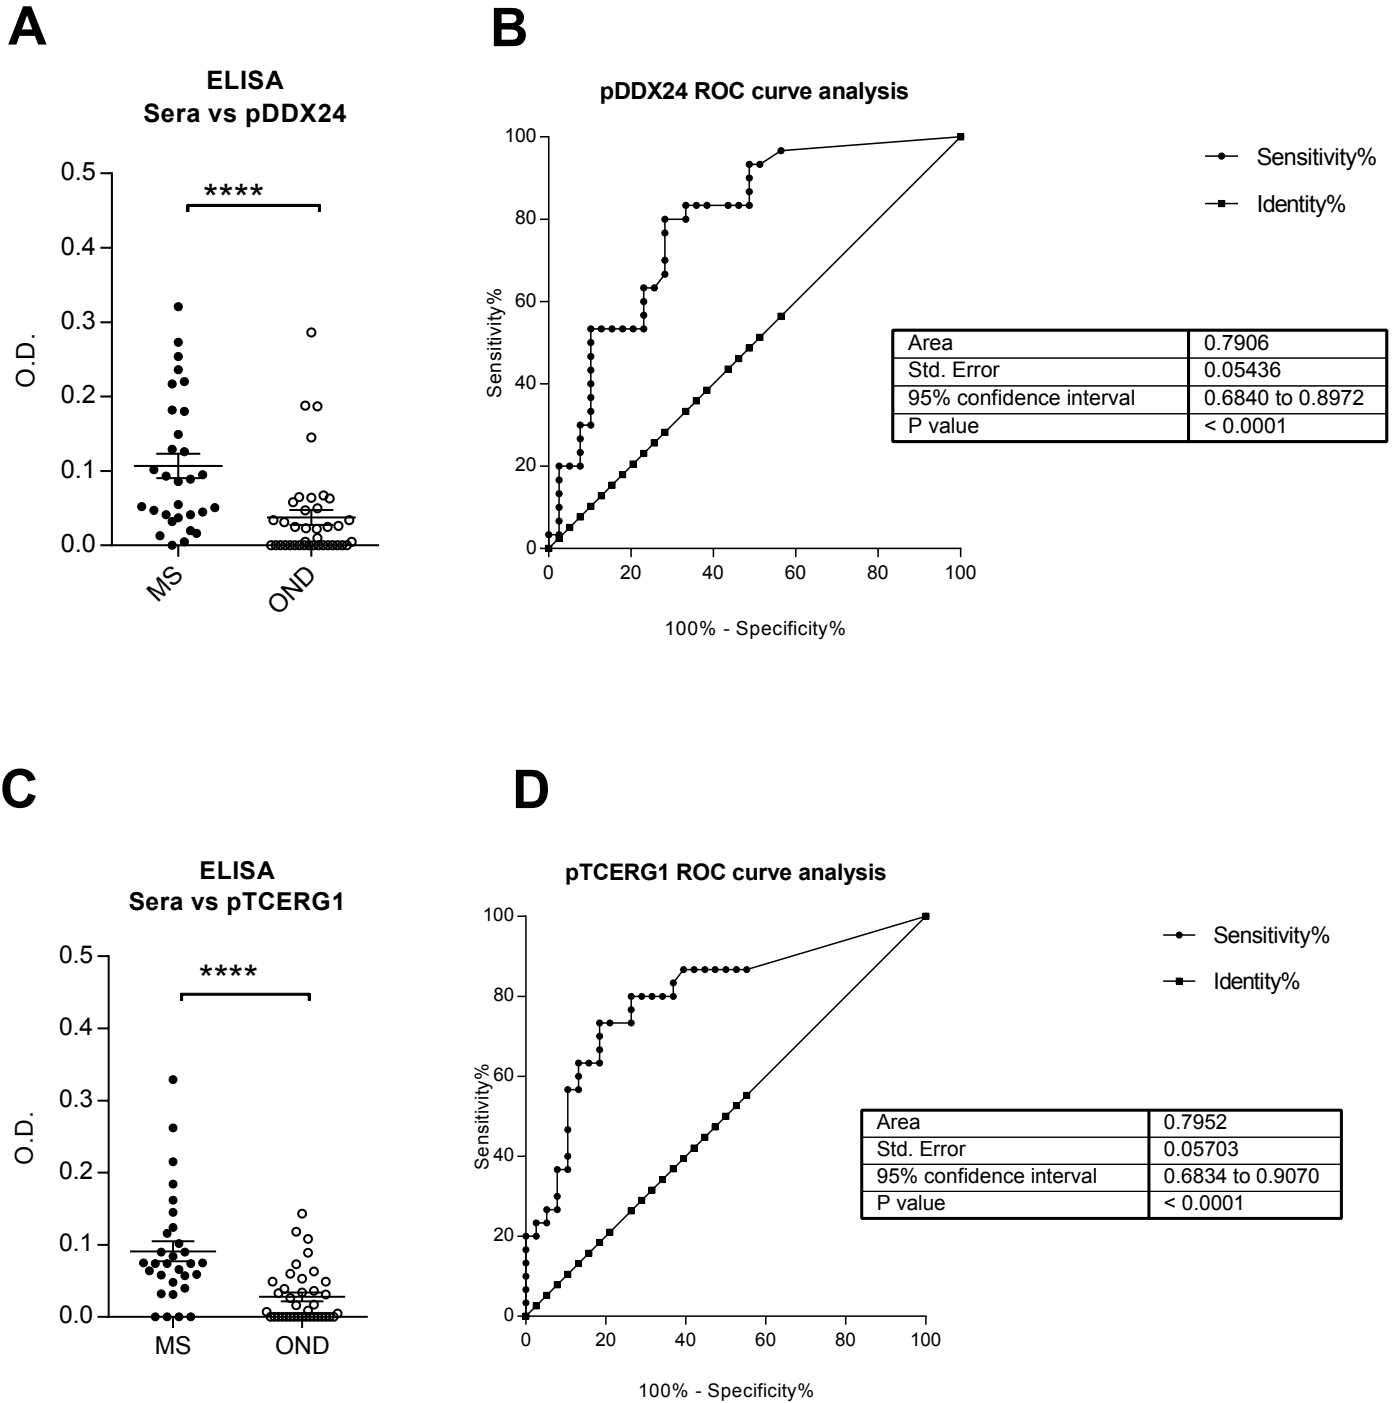 A
ELISA
Sera vs pDDX24
0.5
0.4
0.3
0.2
0.1
0.0
O.D.
****
MS
OND
B
pDDX24 ROC curve analysis
100
80
60
40
20
0
Sensitivity%
0 20 40 60 80 100
100% - Specificity%
Sensitivity%
Identity%
Area 0.7906
Std. Error 0.05436
95% confidence interval 0.6840 to 0.8972
P value < 0.0001
C
ELISA
Sera vs pTCERG1
0.5
0.4
0.3
0.2
0.1
0.0
O.D.
****
MS OND
D
pTCERG1 ROC curve analysis
100
80
60
40
20
0
Sensitivity%
0 20 40 60 80 100
100% - Specificity%
Sensitivity%
Identity%
Area 0.7952
Std. Error 0.05703
95% confidence interval 0.6834 to 0.9070
P value < 0.0001